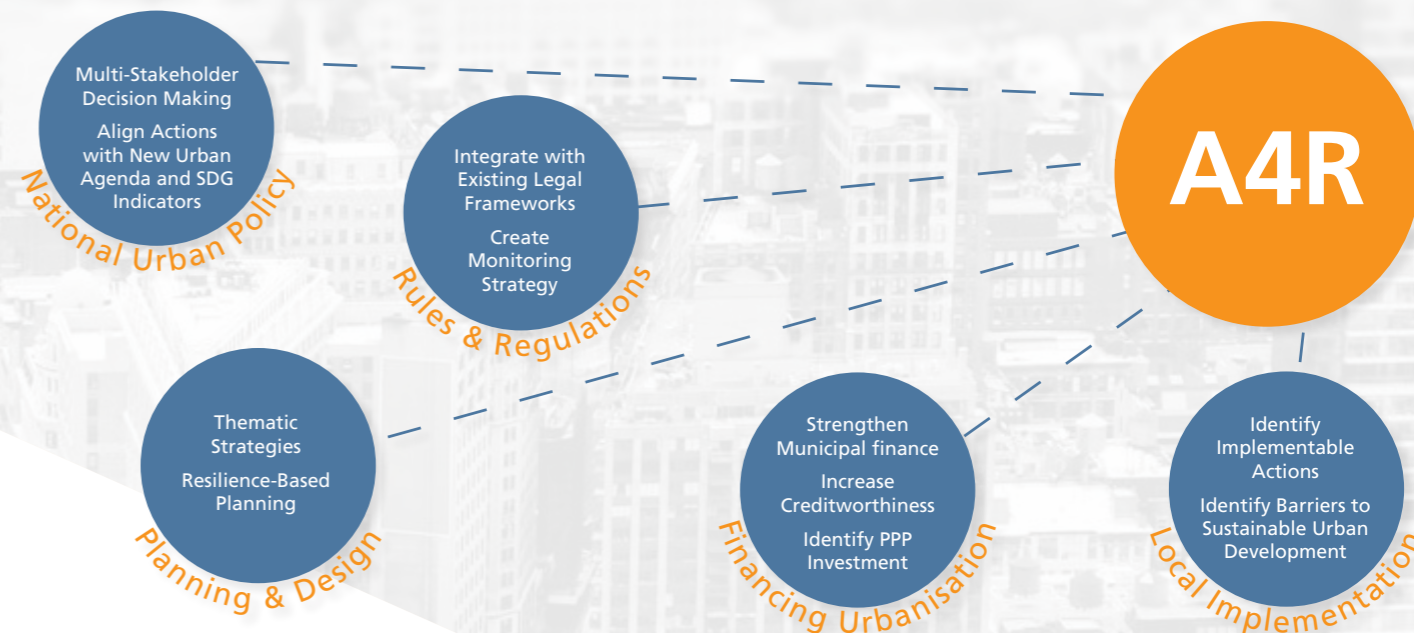 Multi-Stakeholder
Decision Making
Align Actions
with New Urban
Agenda and SDG
Indicators
National Urban Policy
Integrate with
Existing Legal
Frameworks
Create
Monitoring
Strategy
Rules & Regulations
A4R
Thematic
Strategies
Resilience-Based
Planning
Planning & Design
Strengthen
Municipal finance
Increase
Creditworthiness
Identify PPP
Investment
Financing Urbanisation
Identify
Implementable
Actions
Identify Barriers to
Sustainable Urban
Development
Local Implementation